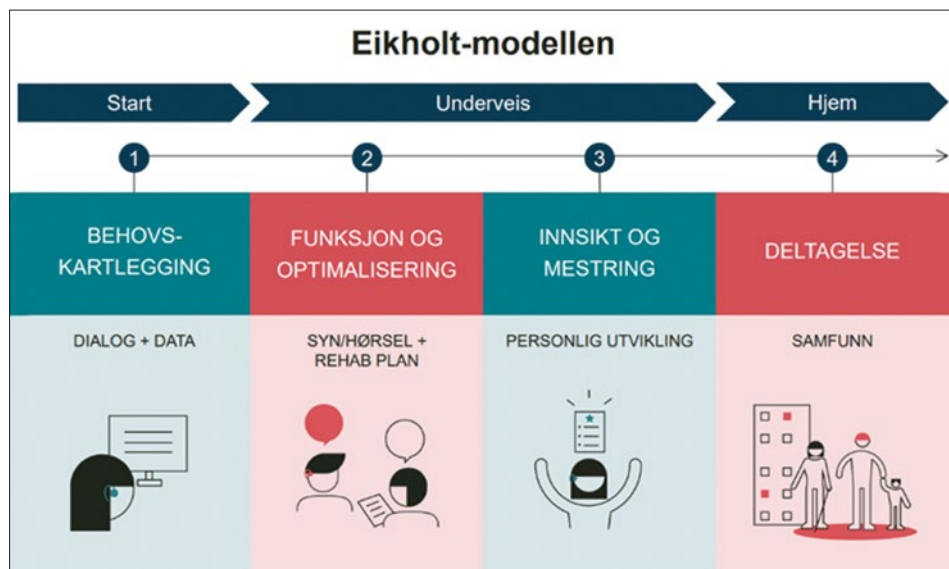 Eikholt-modellen
Start
Underveis
Hjem
1
2
3
4
BEHOVS-
KARTLEGGING
FUNKSJON OG
OPTIMALISERING
INNSIKT OG
MESTRING
DELTAGELSE
DIALOG + DATA
SYN/HØRSEL +
REHAB PLAN
PERSONLIG UTVIKLING
SAMFUNN